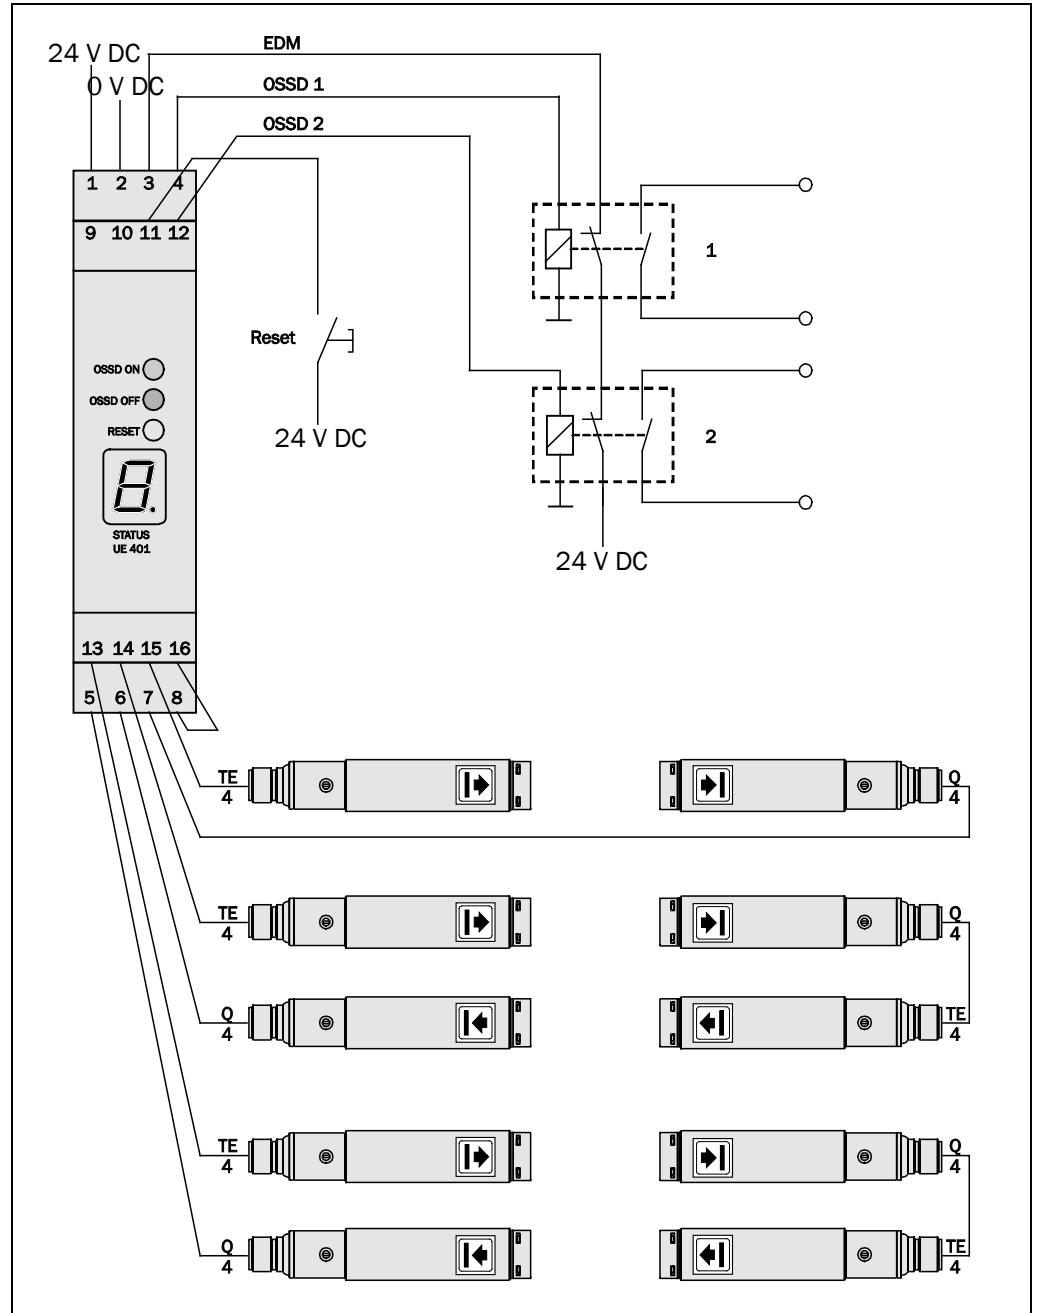 24 V DC
EDM
0 V DC
OSSD 1
OSSD 2
1 2 3 4
9 10 11 12
1
OSSD ON
Reset
OSSD OFF
RESET
24 V DC
2
8.
STATUS
UE 401
24 V DC
13 14 15 16
5 6 7 8
TE
4
Q
4
TE
4
Q
4
Q
4
TE
4
TE
4
Q
4
Q
4
TE
4